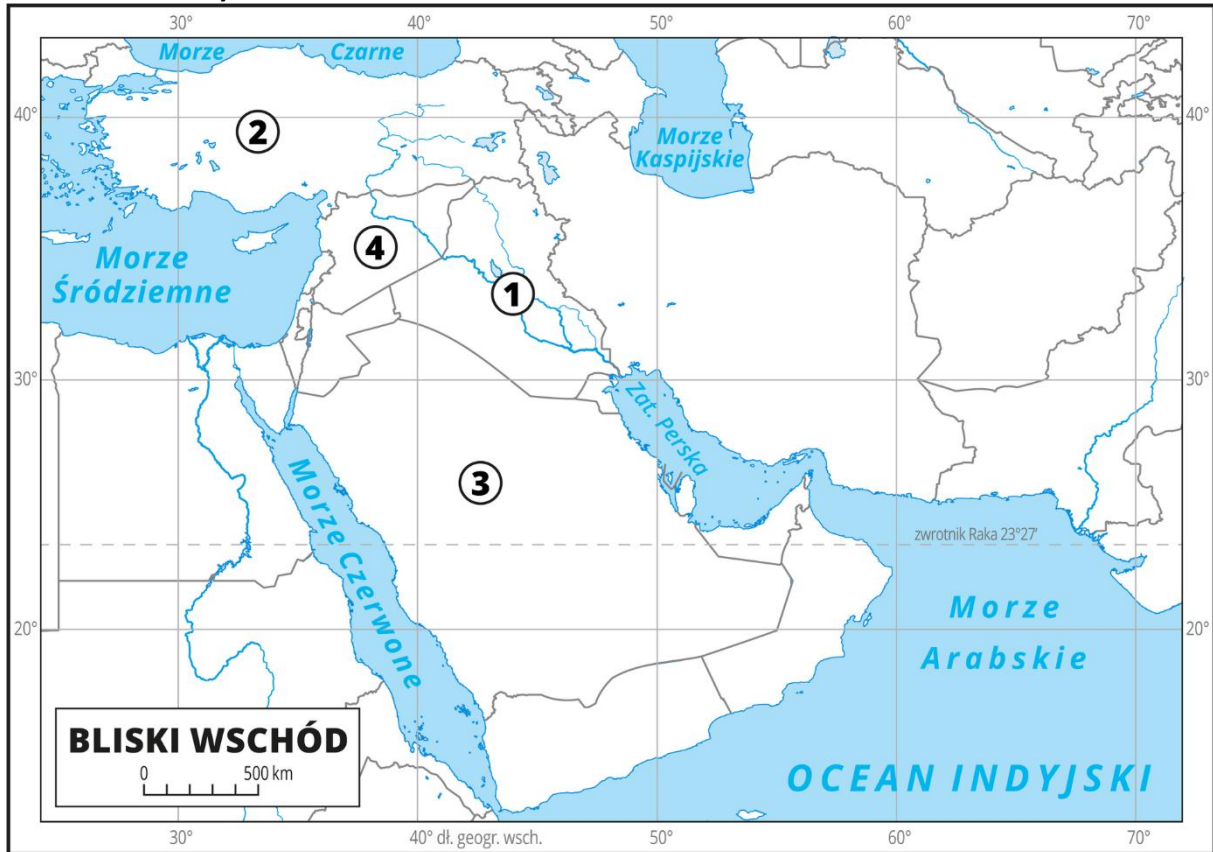 30° 40° 50° 60° 70°
Morze Czarne
40° 40°
2
Morze
Kaspijskie
4
Morze
Śródziemne
1
30° 30°
Zat. Perska
3
Morze Czerwone
zwrotnik Raka 23°27'
20° 20°
Morze
Arabskie
BLISKI WSCHÓD
0 500 km
OCEAN INDYJSKI
30° 40° dł. geogr. wsch. 50° 60° 70°